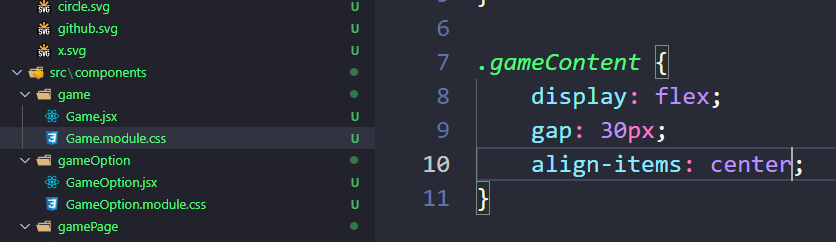 circle.svg U
github.svg U
x.svg U
src\components
game
Game.jsx U
Game.module.css U
gameOption
GameOption.jsx U
GameOption.module.css U
gamePage
6
7 .gameContent {
8 display: flex;
9 gap: 30px;
10 align-items: center;
11 }